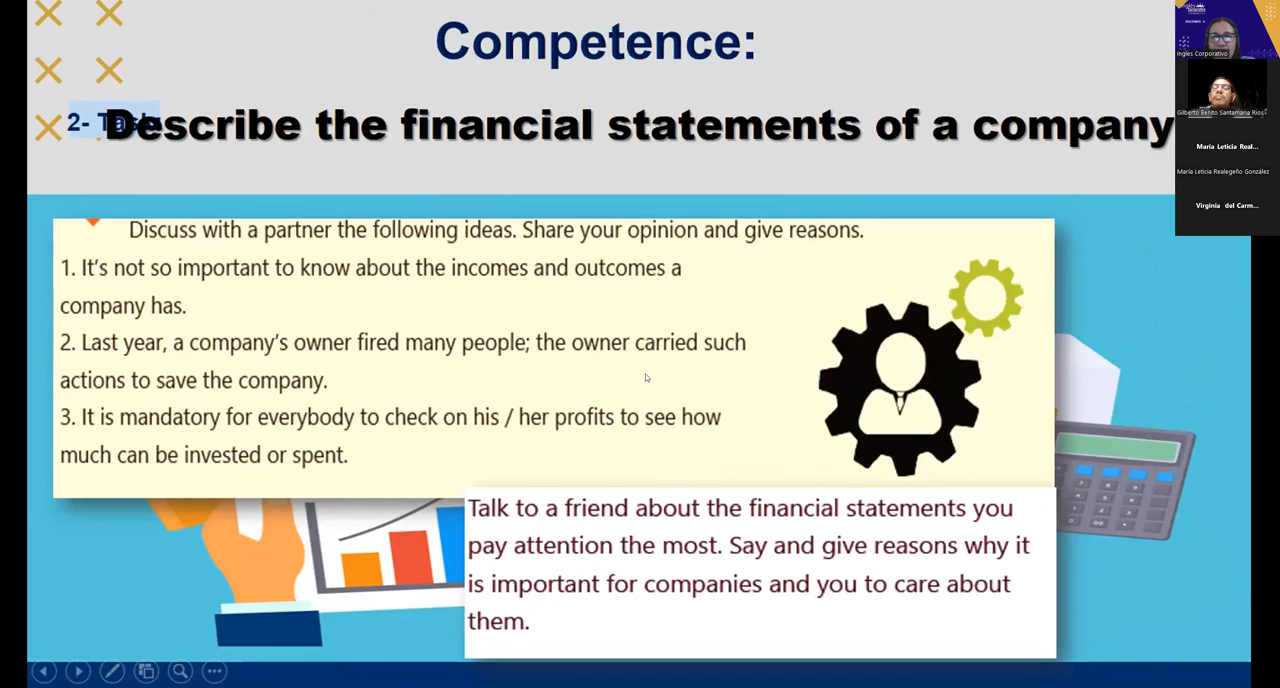 Competence:
2- Task
Describe the financial statements of a company
Discuss with a partner the following ideas. Share your opinion and give reasons.
1. It's not so important to know about the incomes and outcomes a
company has.
2. Last year, a company's owner fired many people; the owner carried such
actions to save the company.
3. It is mandatory for everybody to check on his / her profits to see how
much can be invested or spent.
Talk to a friend about the financial statements you
pay attention the most. Say and give reasons why it
is important for companies and you to care about
them.
Ingles Corporativo
Gilberto Benito Santamaria Rios
María Leticia Real...
María Leticia Realegeño González
Virginia del Carm...